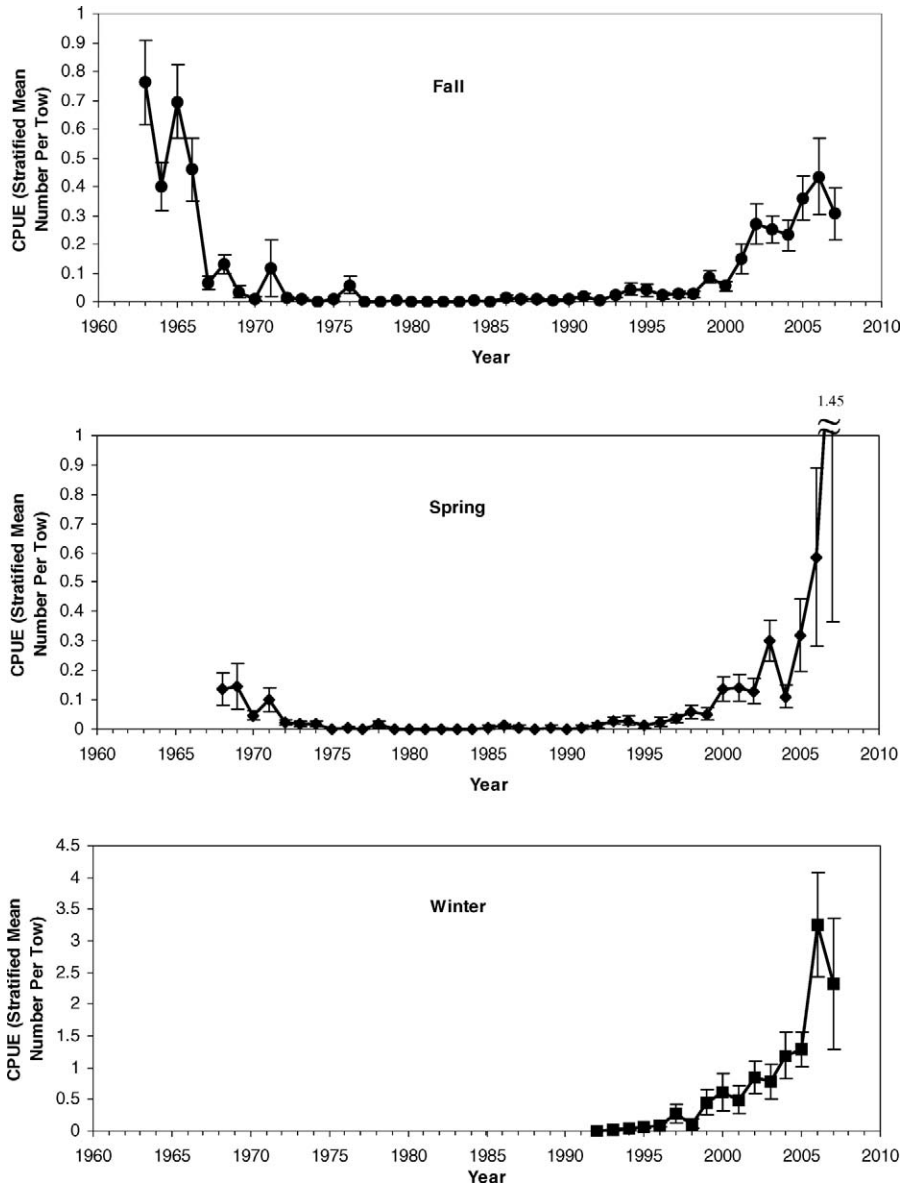 1
0.9
0.8
0.7
0.6
0.5
0.4
0.3
0.2
0.1
0
CPUE (Stratified Mean
Number Per Tow)
Fall
1960 1965 1970 1975 1980 1985 1990 1995 2000 2005 2010
Year
1.45
1
0.9
0.8
0.7
0.6
0.5
0.4
0.3
0.2
0.1
0
CPUE (Stratified Mean
Number Per Tow)
Spring
1960 1965 1970 1975 1980 1985 1990 1995 2000 2005 2010
Year
4.5
4
3.5
3
2.5
2
1.5
1
0.5
0
CPUE (Stratified Mean
Number Per Tow)
Winter
1960 1965 1970 1975 1980 1985 1990 1995 2000 2005 2010
Year